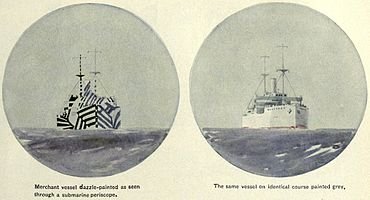 Merchant vessel dazzle-painted as seen
through a submarine periscope.
The same vessel on identical course painted grey,